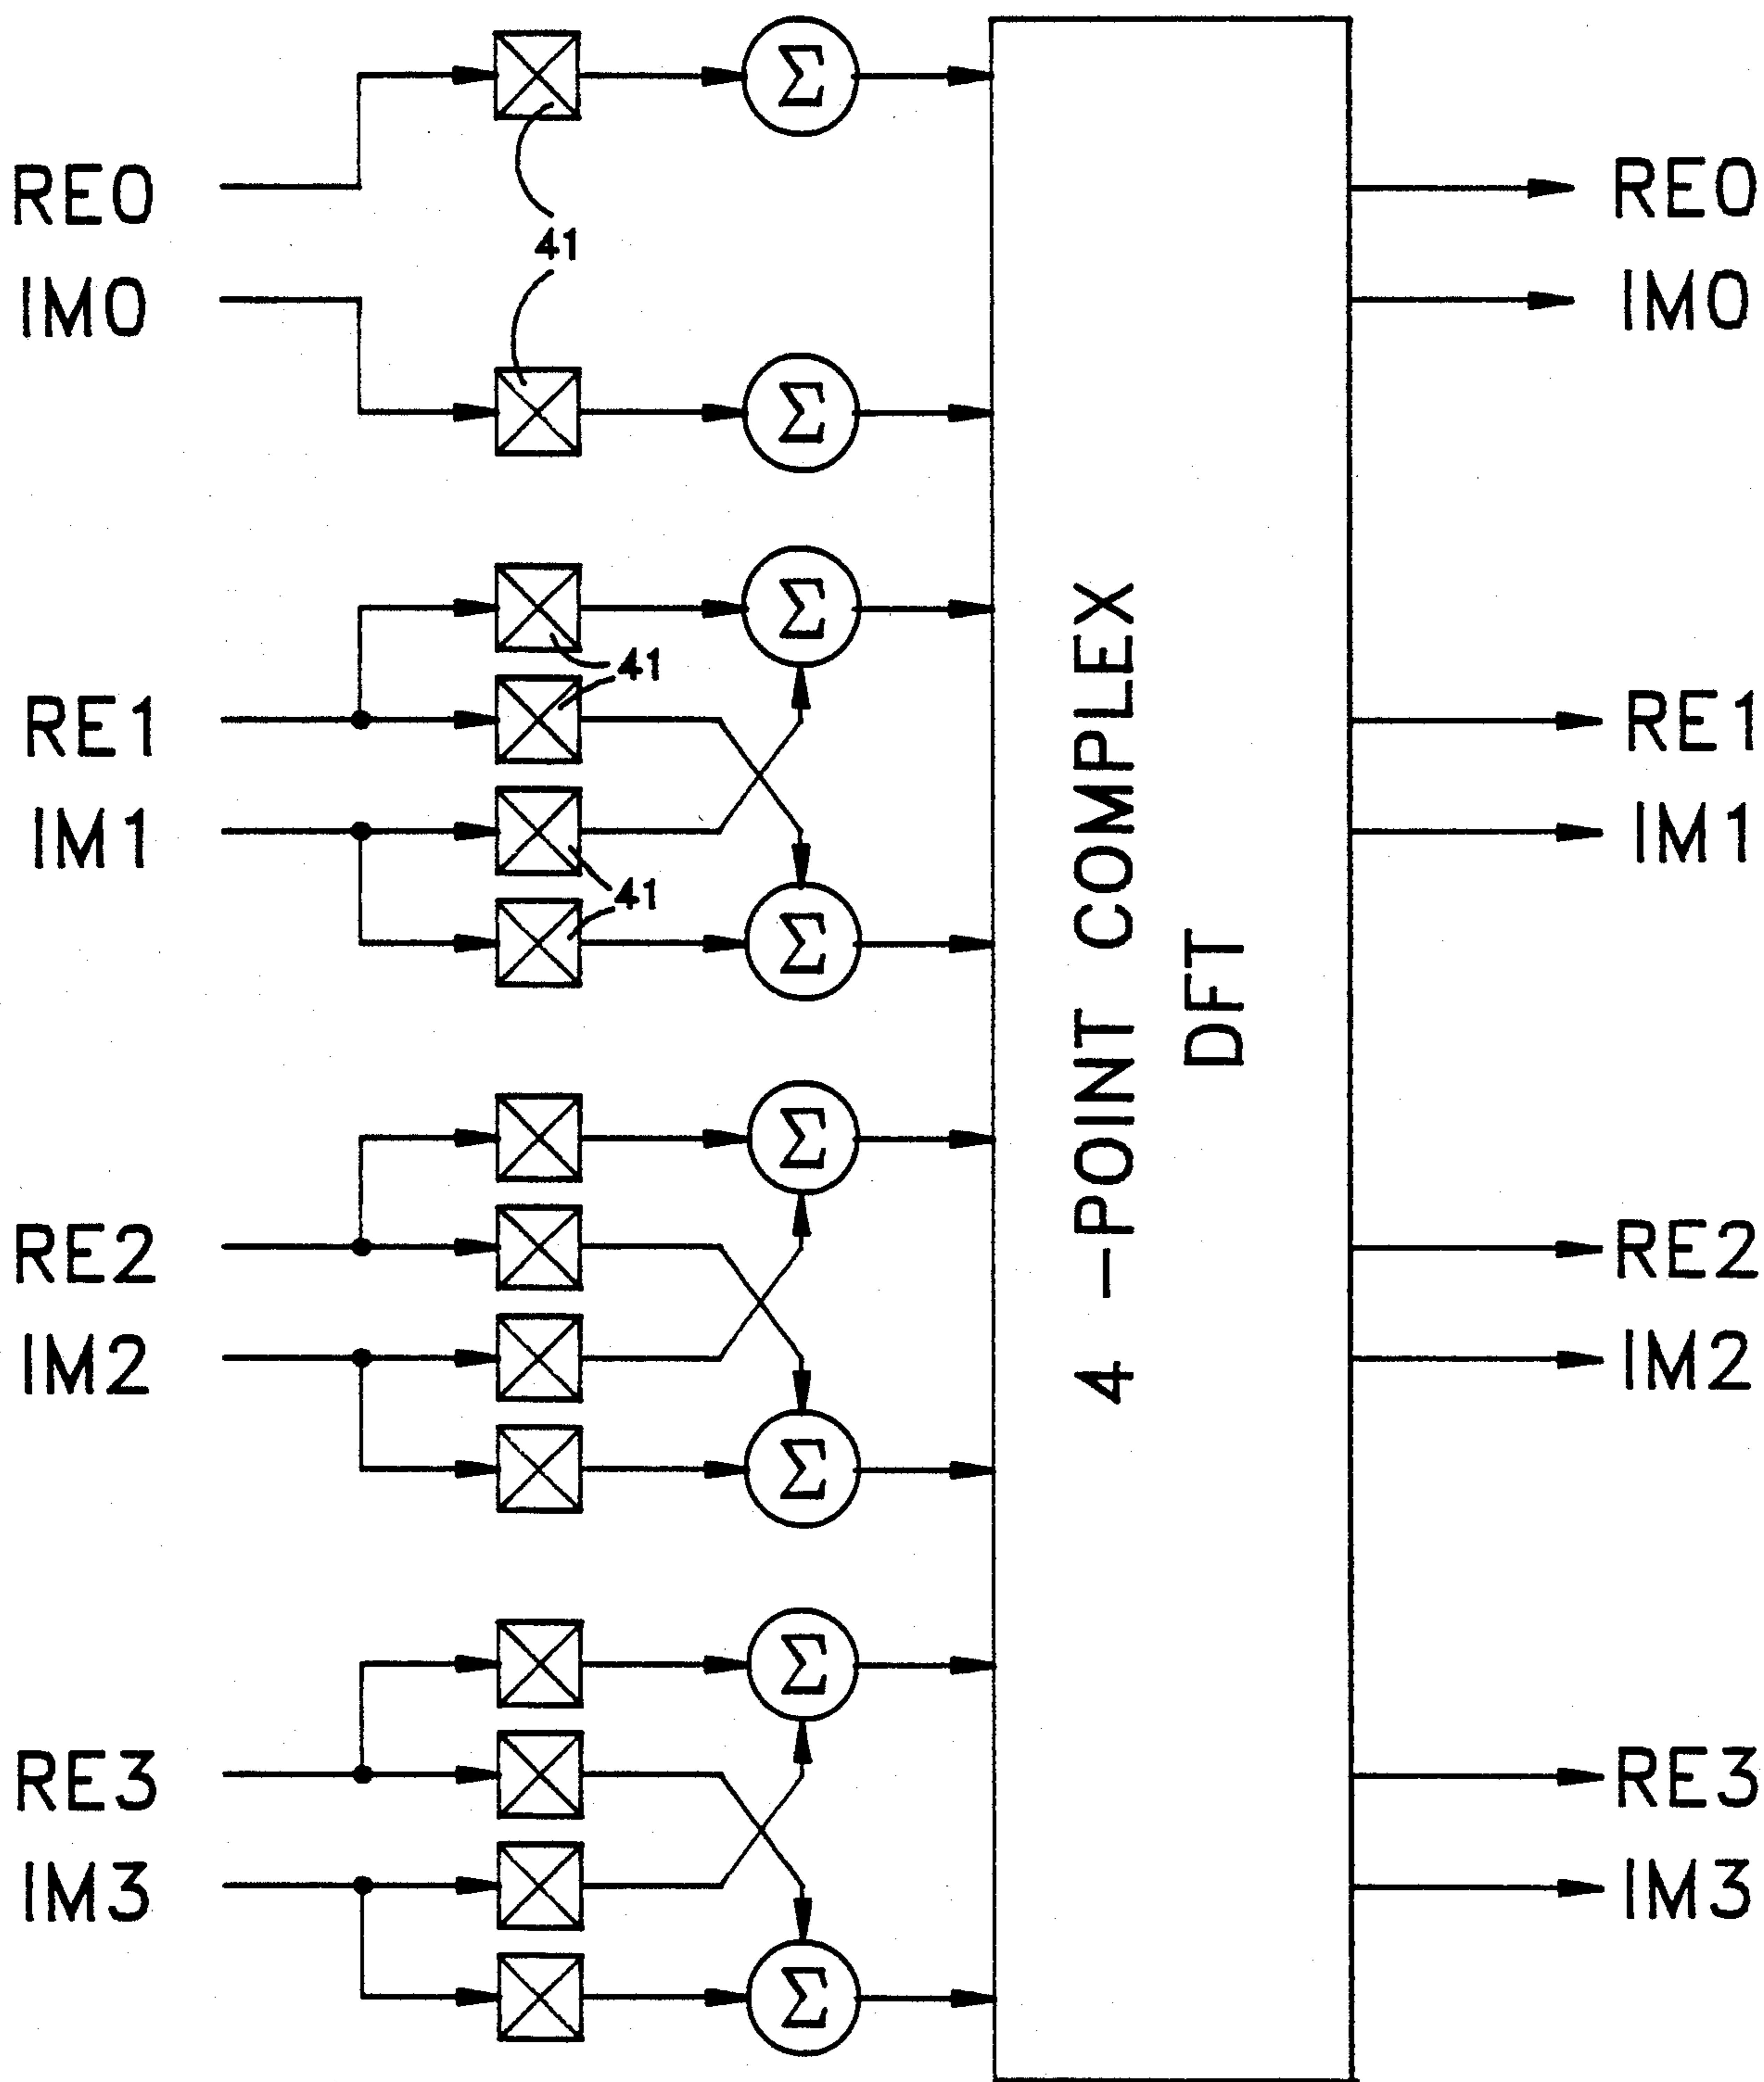 Σ
RE0
RE0
41
IM0
IM0
Σ
Σ
41
RE1
RE1
IM1
IM1
41
Σ
4-POINT COMPLEX
DFT
Σ
RE2
RE2
IM2
IM2
Σ
Σ
RE3
RE3
IM3
IM3
Σ